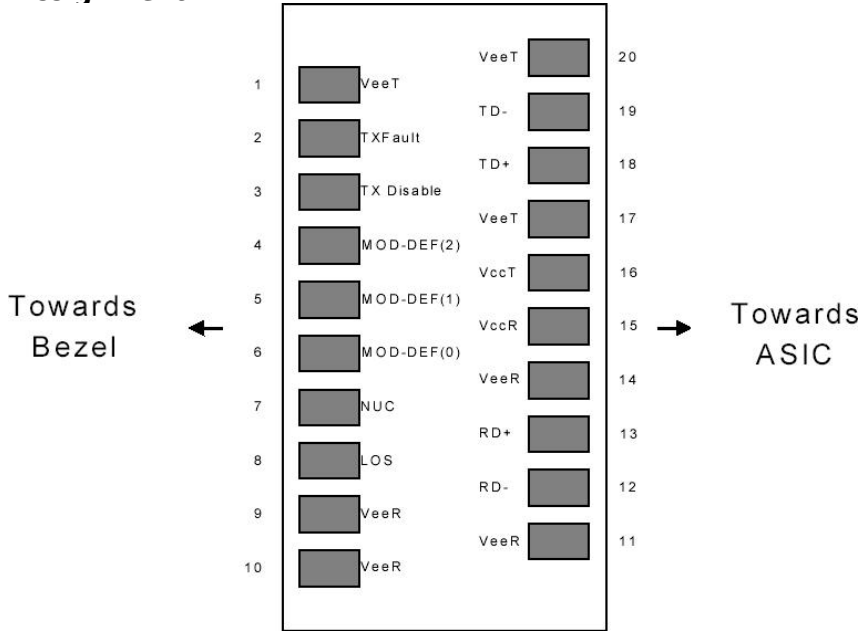 1 VeeT
2 TXFault
3 TX Disable
4 MOD-DEF(2)
5 MOD-DEF(1)
6 MOD-DEF(0)
7 NUC
8 LOS
9 VeeR
10 VeeR
VeeT 20
TD- 19
TD+ 18
VeeT 17
VccT 16
VccR 15
VeeR 14
RD+ 13
RD- 12
VeeR 11
Towards
Bezel
Towards
ASIC